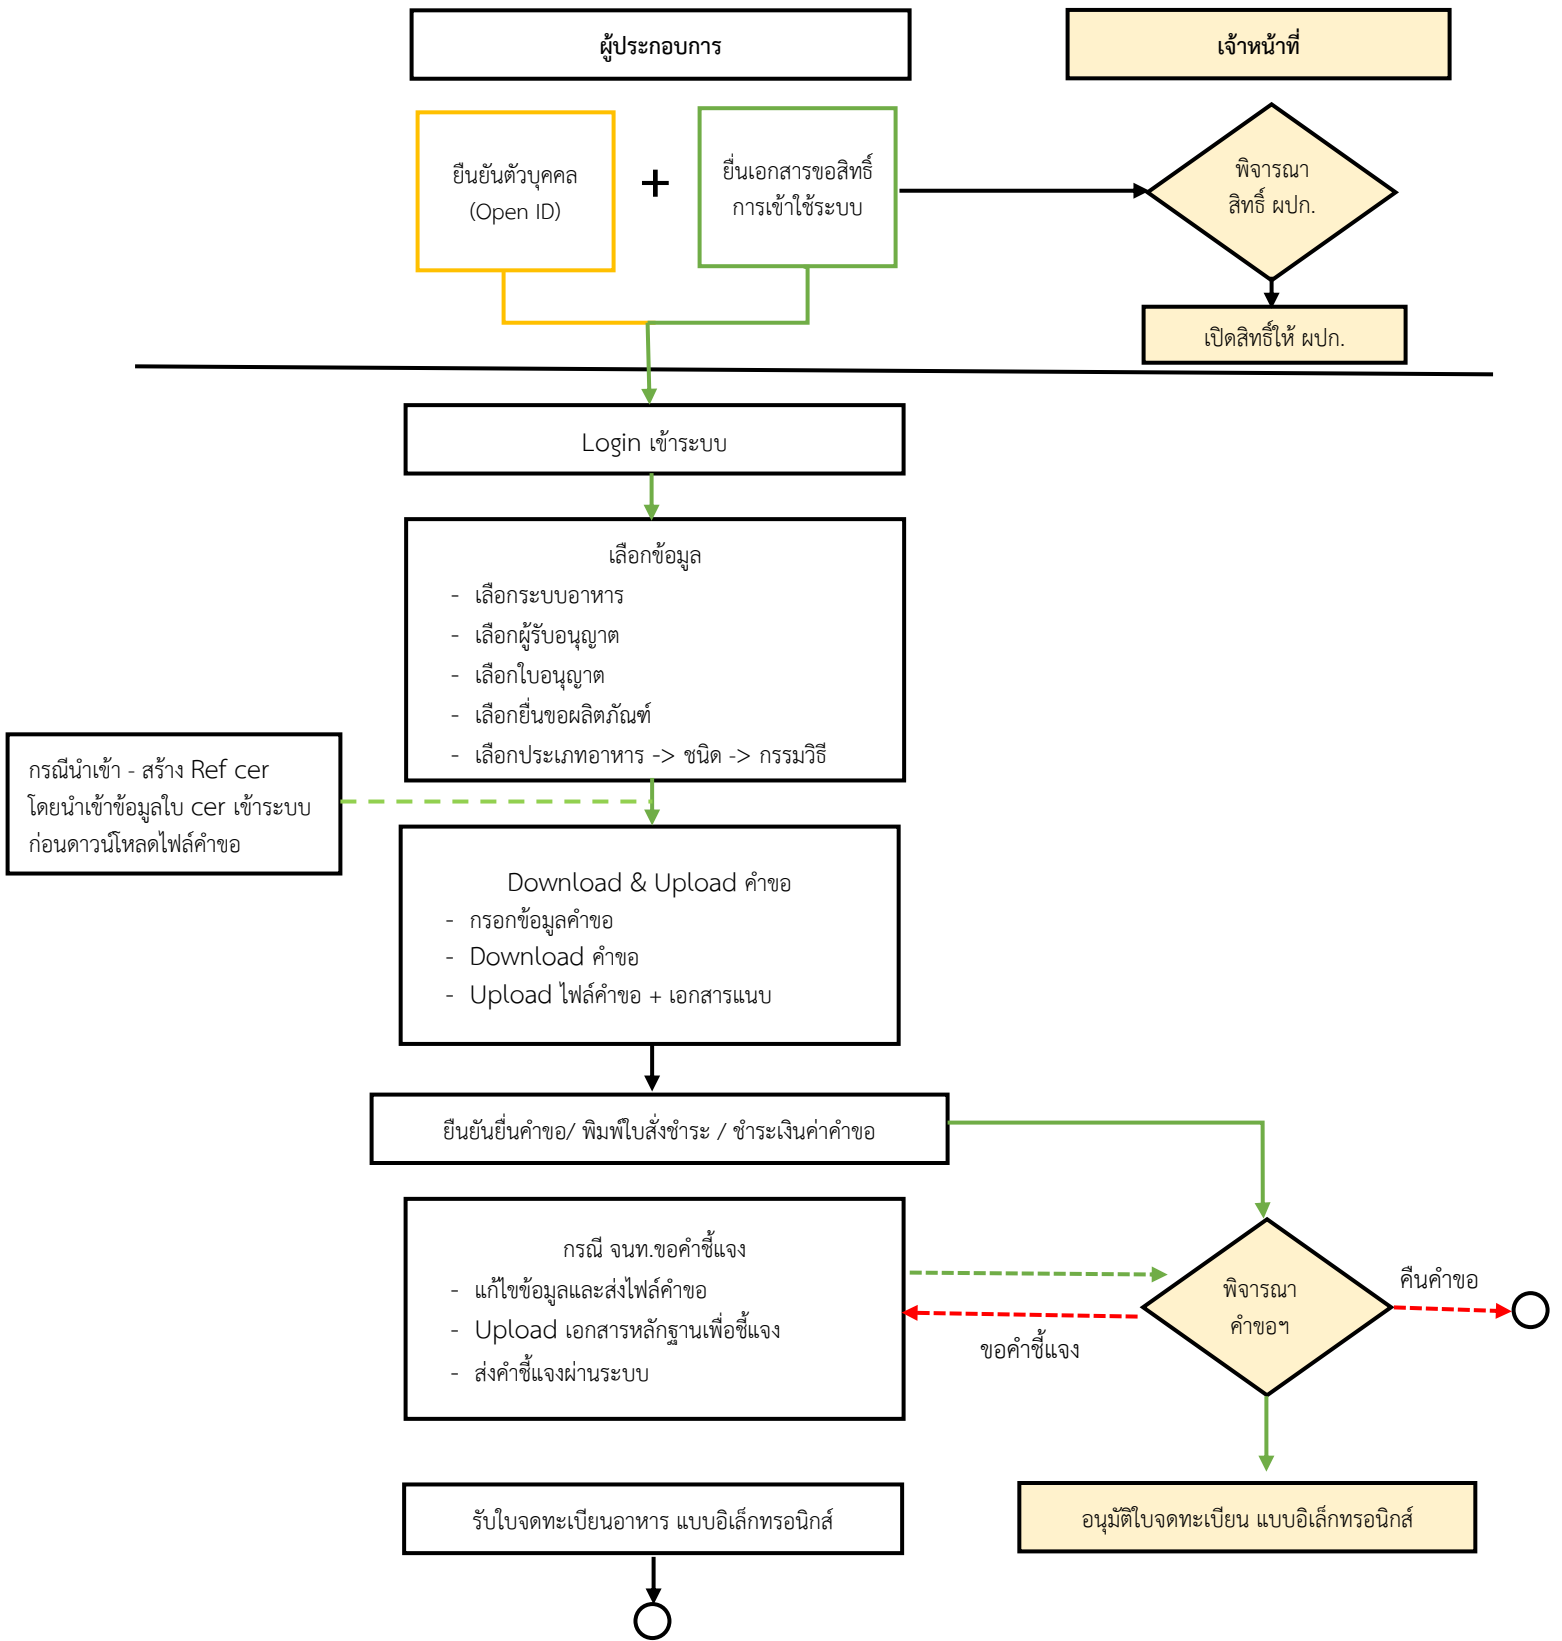 ผู้ประกอบการ
เจ้าหน้าที่
ยืนยันตัวบุคคล
(Open ID)
+
ยื่นเอกสารขอสิทธิ์
การเข้าใช้ระบบ
พิจารณา
สิทธิ์ ผปก.
เปิดสิทธิ์ให้ ผปก.
Login เข้าระบบ
เลือกข้อมูล
- เลือกระบบอาหาร
- เลือกผู้รับอนุญาต
- เลือกใบอนุญาต
- เลือกยื่นขอผลิตภัณฑ์
- เลือกประเภทอาหาร -> ชนิด -> กรรมวิธี
กรณีนำเข้า - สร้าง Ref cer
โดยนำเข้าข้อมูลใบ cer เข้าระบบ
ก่อนดาวน์โหลดไฟล์คำขอ
Download & Upload คำขอ
- กรอกข้อมูลคำขอ
- Download คำขอ
- Upload ไฟล์คำขอ + เอกสารแนบ
ยืนยันยื่นคำขอ/ พิมพ์ใบสั่งชำระ / ชำระเงินค่าคำขอ
กรณี จนท.ขอคำชี้แจง
- แก้ไขข้อมูลและส่งไฟล์คำขอ
- Upload เอกสารหลักฐานเพื่อชี้แจง
- ส่งคำชี้แจงผ่านระบบ
ขอคำชี้แจง
พิจารณา
คำขอฯ
คืนคำขอ
รับใบจดทะเบียนอาหาร แบบอิเล็กทรอนิกส์
อนุมัติใบจดทะเบียน แบบอิเล็กทรอนิกส์